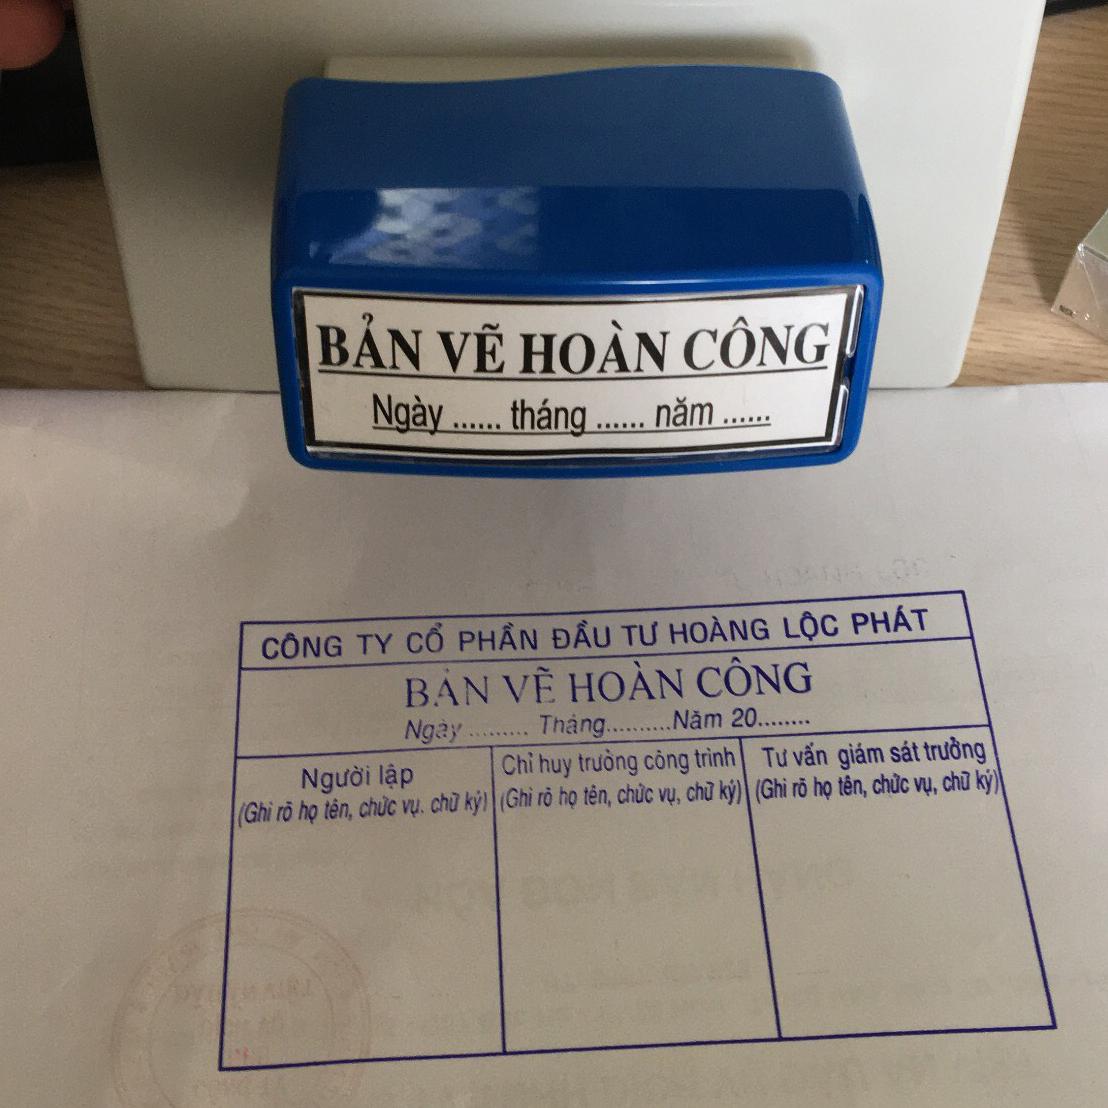 BẢN VẼ HOÀN CÔNG
Ngày ...... tháng ...... năm ......
CÔNG TY CỔ PHẦN ĐẦU TƯ HOÀNG LỘC PHÁT
BẢN VẼ HOÀN CÔNG
Ngày ......... Tháng..........Năm 20........
Người lập
(Ghi rõ họ tên, chức vụ. chữ ký)
Chỉ huy trưởng công trình
(Ghi rõ họ tên, chức vụ, chữ ký)
Tư vấn giám sát trưởng
(Ghi rõ họ tên, chức vụ, chữ ký)